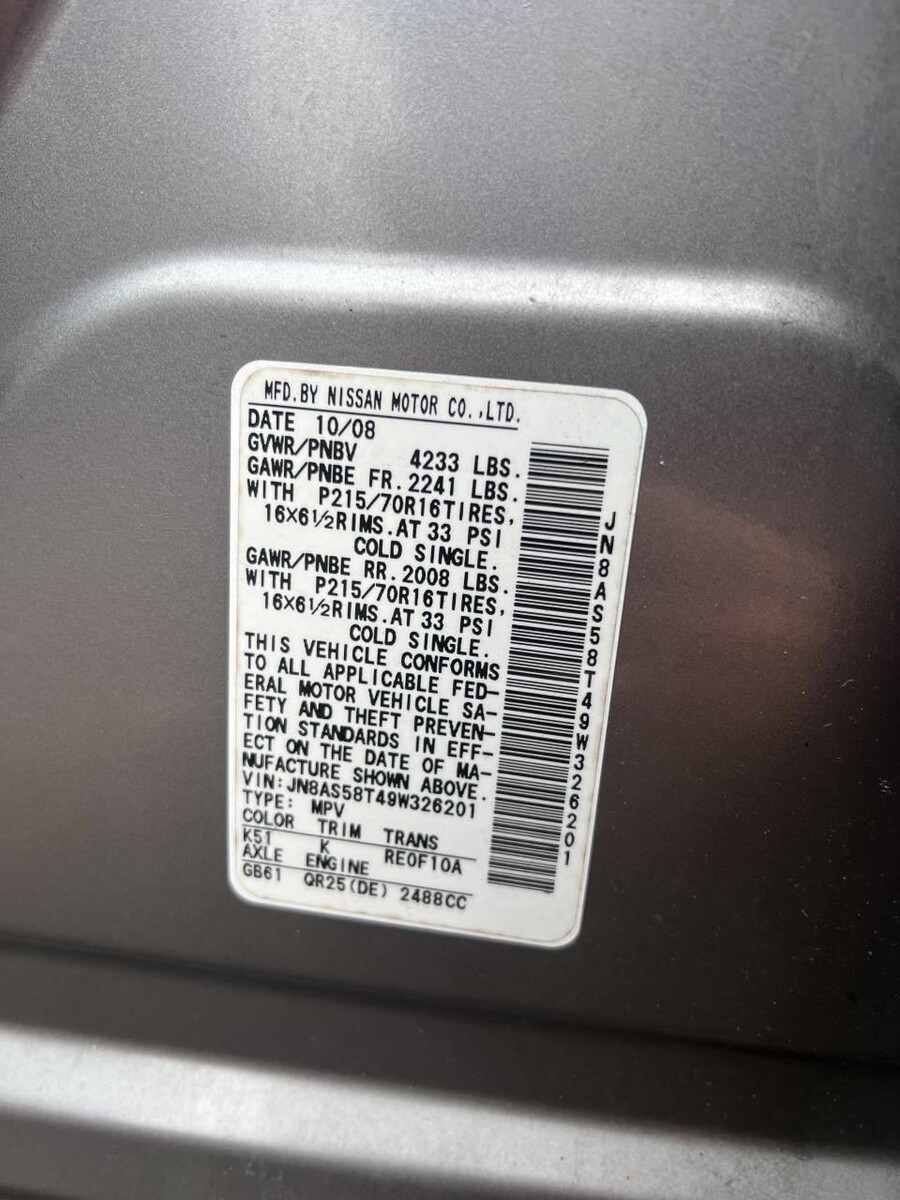 MFD.BY NISSAN MOTOR CO.,LTD.
DATE 10/08
GVWR/PNBV 4233 LBS.
GAWR/PNBE FR.2241 LBS.
WITH P215/70R16TIRES,
16X6½RIMS.AT 33 PSI
COLD SINGLE.
GAWR/PNBE RR.2008 LBS.
WITH P215/70R16TIRES,
16X6½RIMS.AT 33 PSI
COLD SINGLE.
THIS VEHICLE CONFORMS
TO ALL APPLICABLE FED-
ERAL MOTOR VEHICLE SA-
FETY AND THEFT PREVEN-
TION STANDARDS IN EFF-
ECT ON THE DATE OF MA-
NUFACTURE SHOWN ABOVE.
VIN:JN8AS58T49W326201
TYPE: MPV
COLOR TRIM TRANS
K51 K RE0F10A
AXLE ENGINE
GB61 QR25(DE) 2488CC
JN8AS58T49W326201